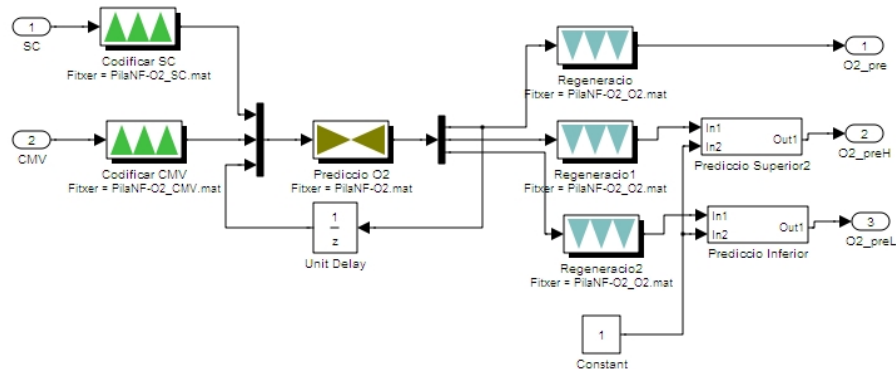 1
SC
Codificar SC
Fitxer = PilaNF-O2_SC.mat
2
CMV
Codificar CMV
Fitxer = PilaNF-O2_CMV.mat
Prediccio O2
Fitxer = PilaNF-O2.mat
1
z
Unit Delay
Regeneracio
Fitxer = PilaNF-O2_O2.mat
1
O2_pre
Regeneracio1
Fitxer = PilaNF-O2_O2.mat
In1
In2
Out1
Prediccio Superior2
2
O2_preH
Regeneracio2
Fitxer = PilaNF-O2_O2.mat
In1
In2
Out1
Prediccio Inferior
3
O2_preL
1
Constant